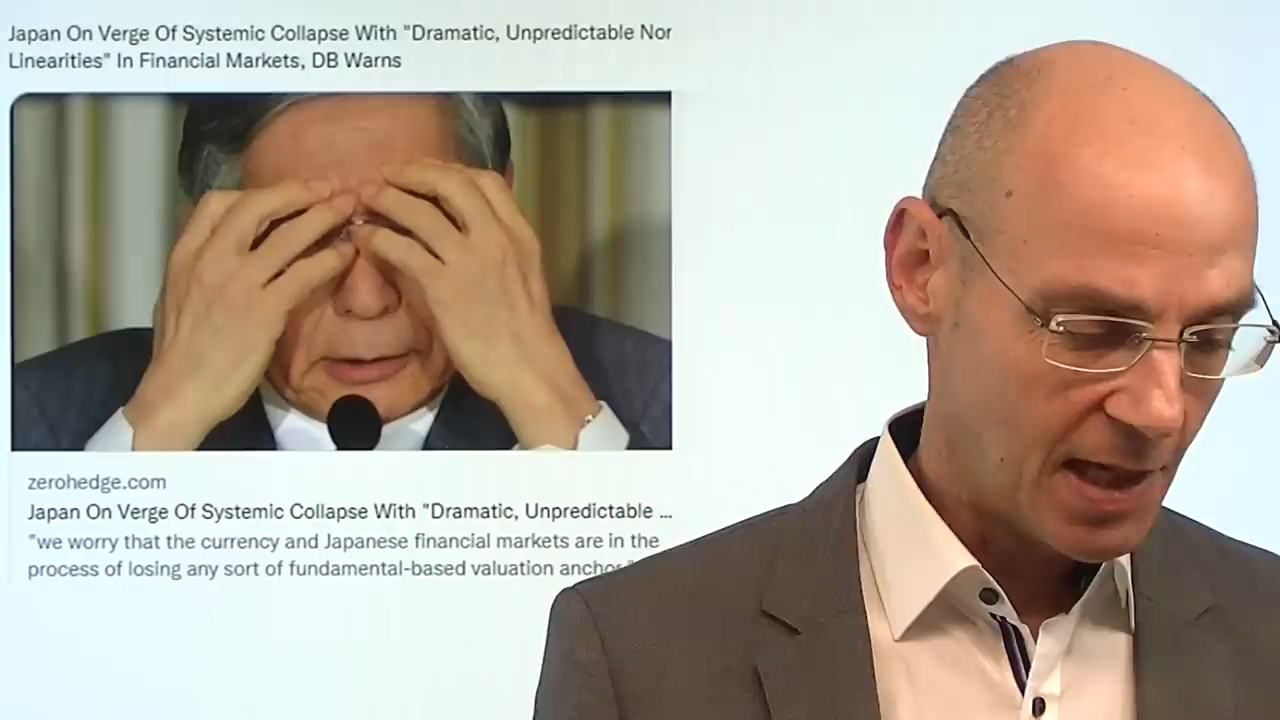 Japan On Verge Of Systemic Collapse With "Dramatic, Unpredictable Nor
Linearities" In Financial Markets, DB Warns
zerohedge.com
Japan On Verge Of Systemic Collapse With "Dramatic, Unpredictable ...
"we worry that the currency and Japanese financial markets are in the
process of losing any sort of fundamental-based valuation